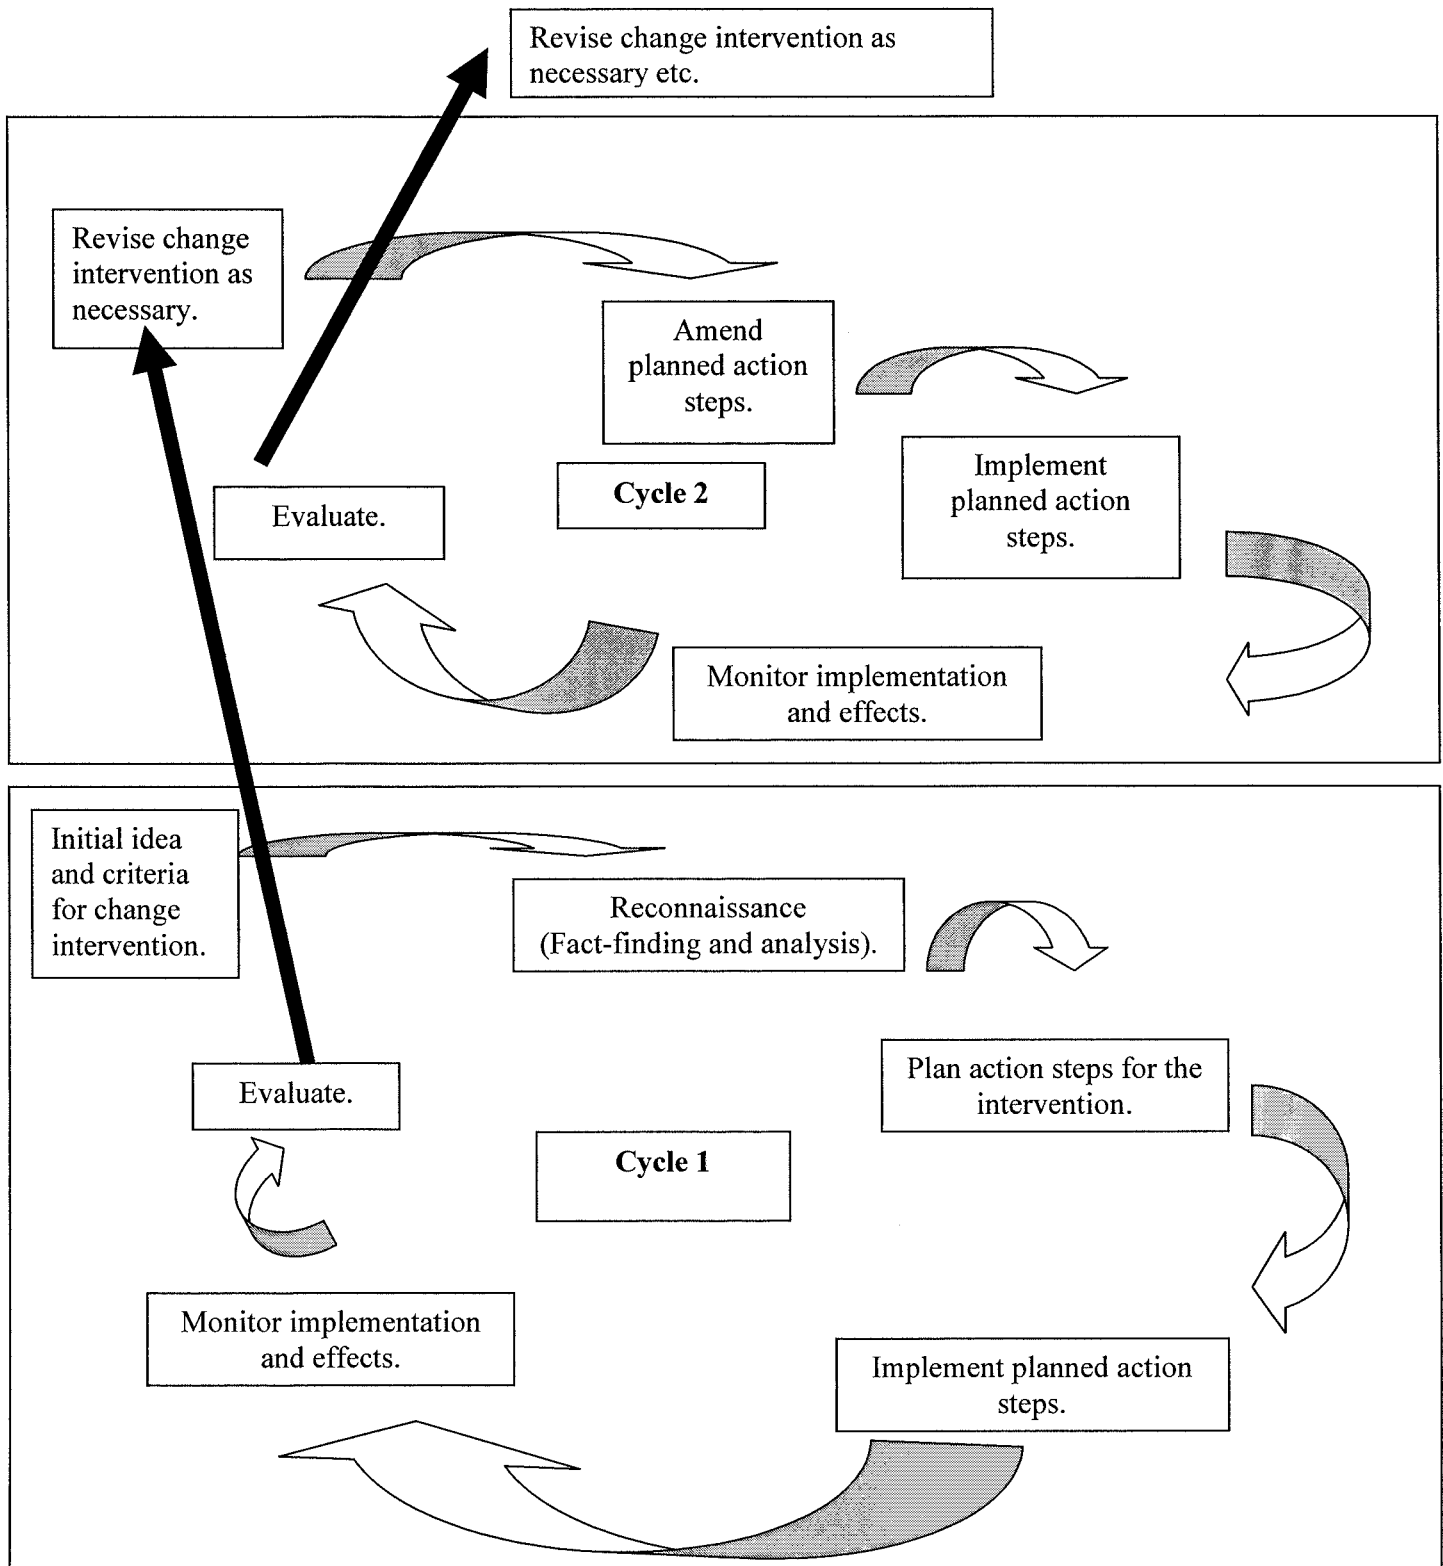 Revise change intervention as
necessary etc.
Revise change
intervention as
necessary.
Amend
planned action
steps.
Implement
planned action
steps.
Cycle 2
Evaluate.
Monitor implementation
and effects.
Initial idea
and criteria
for change
intervention.
Reconnaissance
(Fact-finding and analysis).
Plan action steps for the
intervention.
Evaluate.
Cycle 1
Monitor implementation
and effects.
Implement planned action
steps.